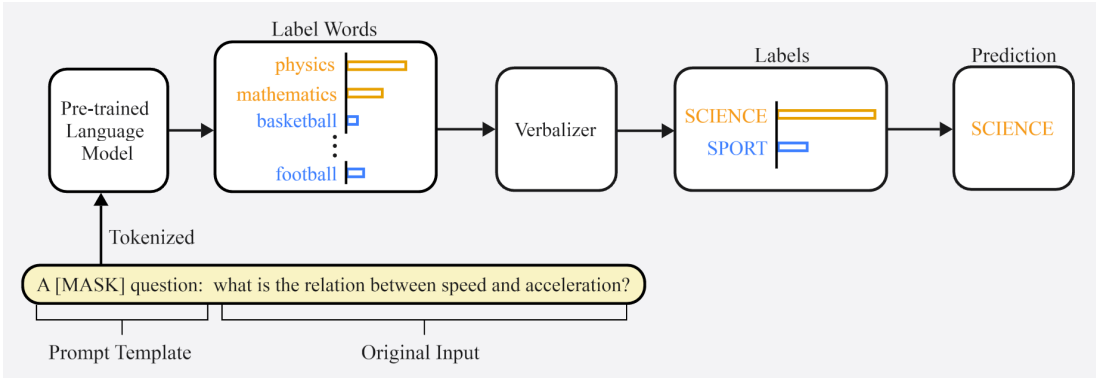 Label Words
Labels
Prediction
Pre-trained
Language
Model
physics
mathematics
basketball
football
Verbalizer
SCIENCE
SPORT
SCIENCE
Tokenized
A [MASK] question: what is the relation between speed and acceleration?
Prompt Template
Original Input